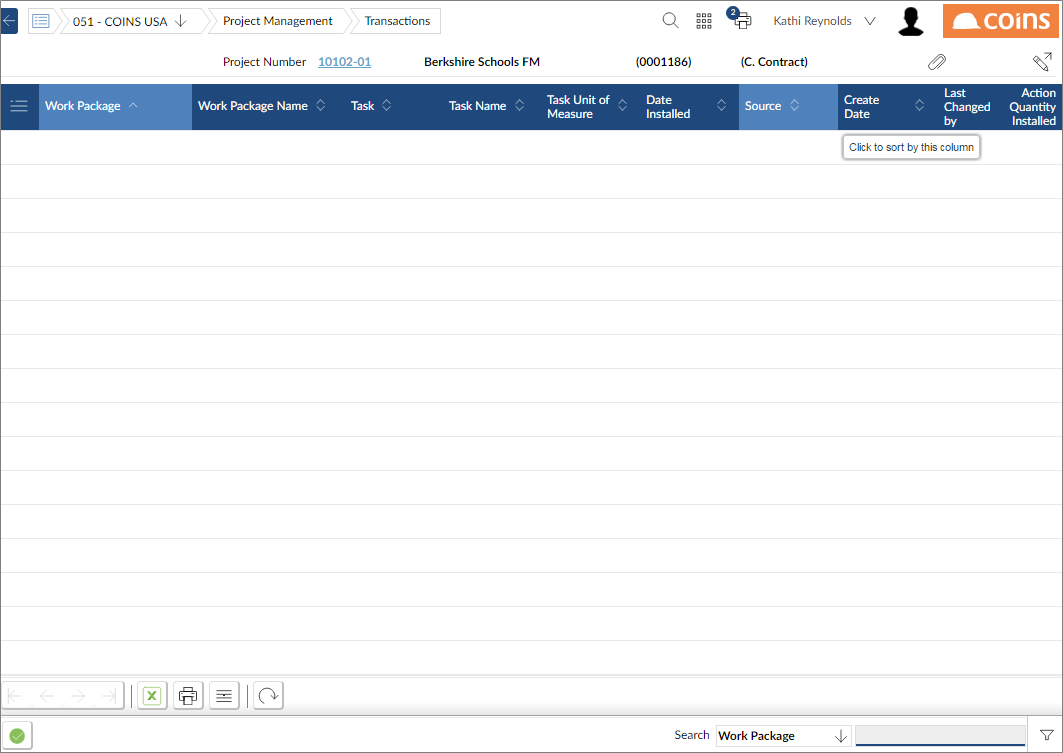 051 - COINS USA
Project Management
Transactions
2
Kathi Reynolds
coins
Project Number 10102-01 Berkshire Schools FM (0001186) (C. Contract)
Work Package
Work Package Name
Task
Task Name
Task Unit of
Measure
Date
Installed
Source
Create
Date
Last
Changed
by
Action
Quantity
Installed
Click to sort by this column
X
Search Work Package